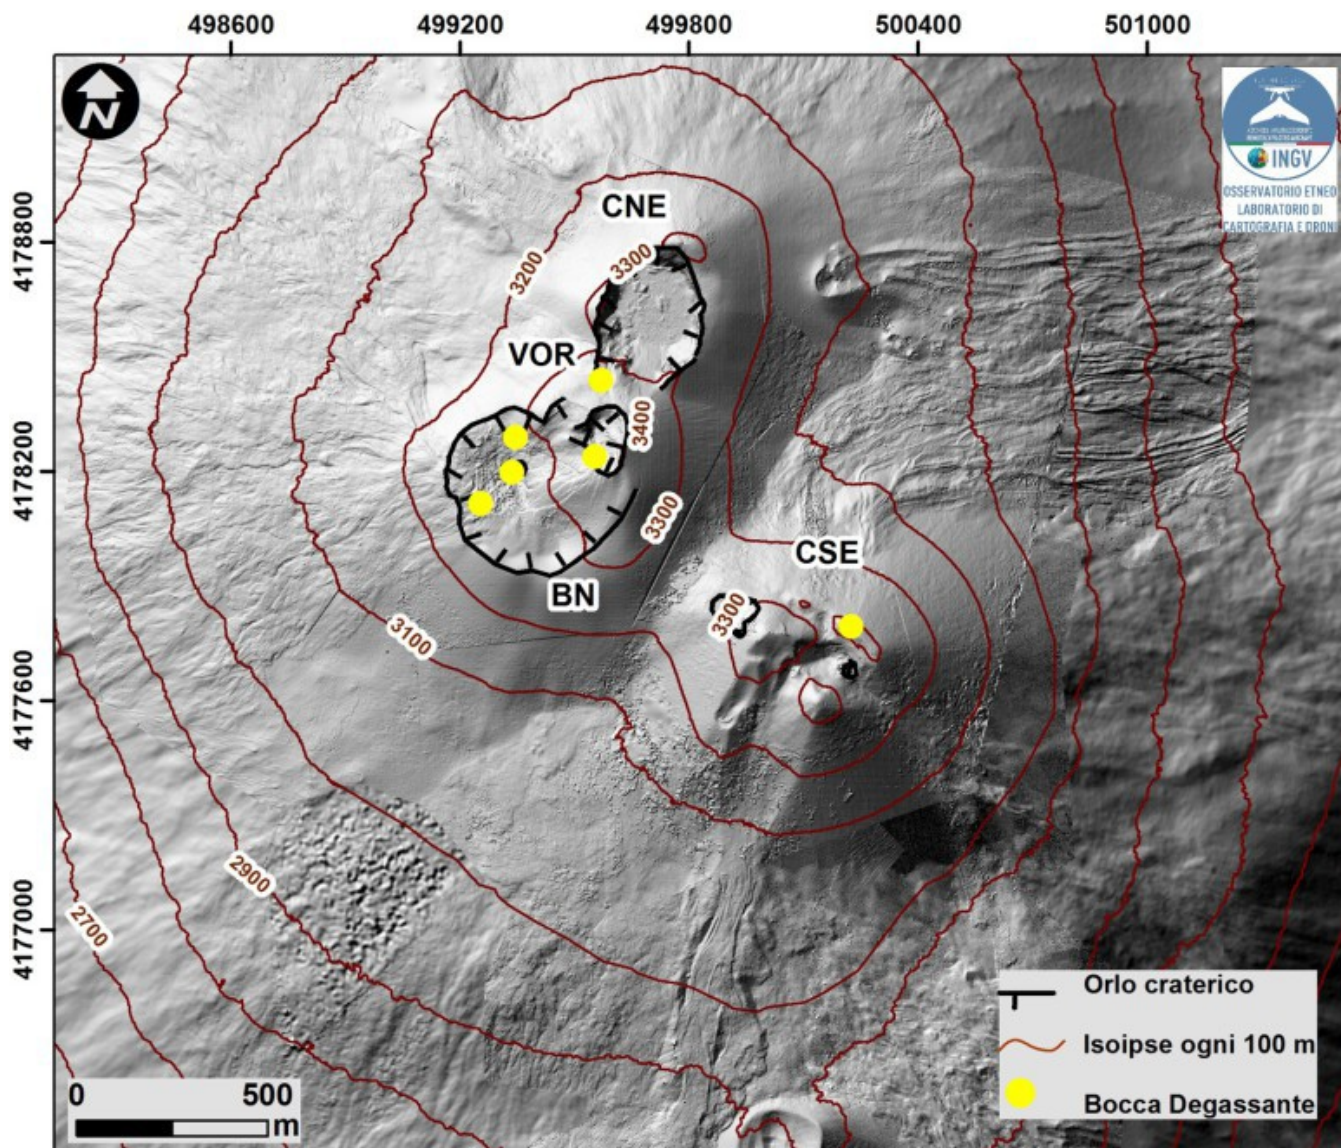 498600 499200 499800 500400 501000
N
INGV
OSSERVATORIO ETNEO
LABORATORIO DI
CARTOGRAFIA E DRONI
4178800
4178200
4177600
4177000
CNE
3300
3200
VOR
3400
3300
CSE
BN
3300
3100
2900
2700
Orlo craterico
Isoipse ogni 100 m
Bocca Degassante
0 500
m